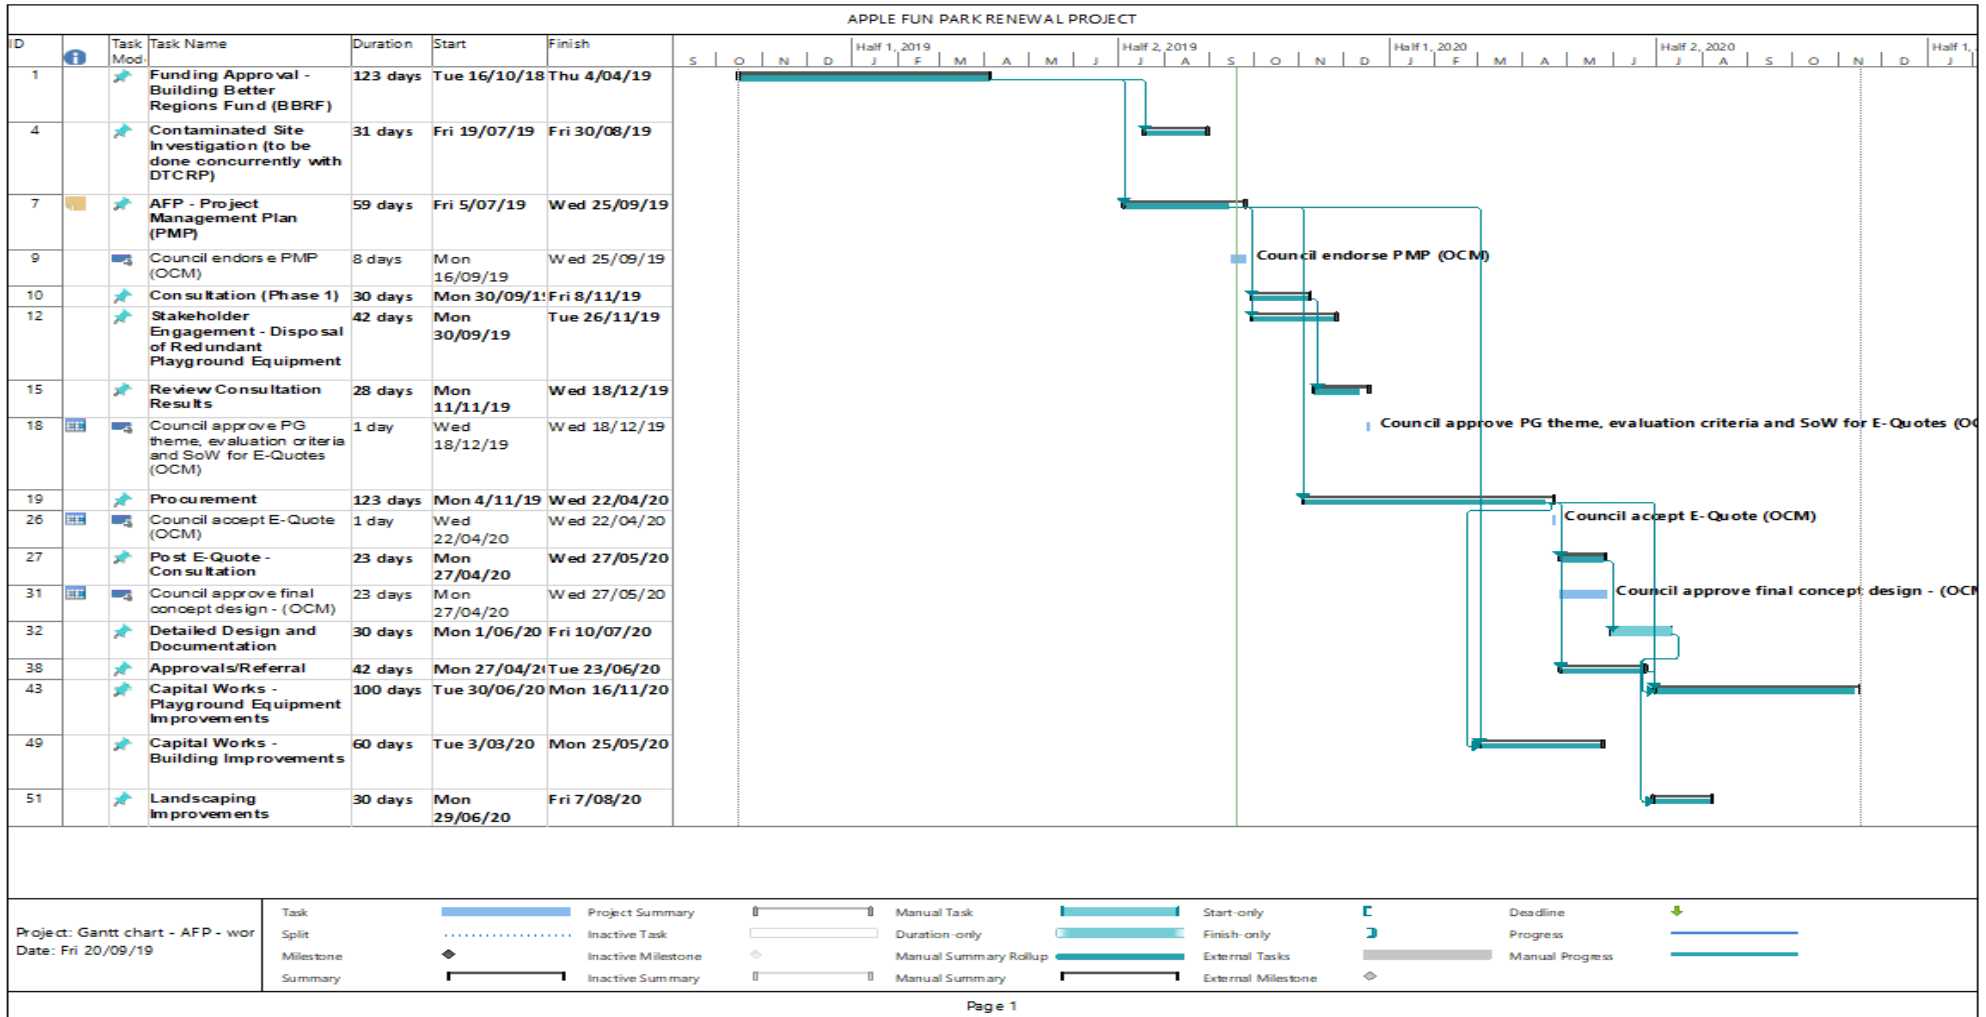 APPLE FUN PARK RENEWAL PROJECT
ID Task Mod Task Name Duration Start Finish
Half 1, 2019 Half 2, 2019 Half 1, 2020 Half 2, 2020 Half 1,
S O N D J F M A M J J A S O N D J F M A M J J A S O N D J
1 Funding Approval - 123 days Tue 16/10/18 Thu 4/04/19
Building Better
Regions Fund (BBRF)
4 Contaminated Site 31 days Fri 19/07/19 Fri 30/08/19
Investigation (to be
done concurrently with
DTCRP)
7 AFP - Project 59 days Fri 5/07/19 Wed 25/09/19
Management Plan
(PMP)
9 Council endorse PMP 8 days Mon Wed 25/09/19 Council endorse PMP (OCM)
(OCM) 16/09/19
10 Consultation (Phase 1) 30 days Mon 30/09/1 Fri 8/11/19
12 Stakeholder 42 days Mon Tue 26/11/19
Engagement - Disposal 30/09/19
of Redundant
Playground Equipment
15 Review Consultation 28 days Mon Wed 18/12/19
Results 11/11/19
18 Council approve PG 1 day Wed Wed 18/12/19 Council approve PG theme, evaluation criteria and SoW for E-Quotes (O
theme, evaluation criteria 18/12/19
and SoW for E-Quotes
(OCM)
19 Procurement 123 days Mon 4/11/19 Wed 22/04/20
26 Council accept E-Quote 1 day Wed Wed 22/04/20 Council accept E-Quote (OCM)
(OCM) 22/04/20
27 Post E-Quote - 23 days Mon Wed 27/05/20
Consultation 27/04/20
31 Council approve final 23 days Mon Wed 27/05/20 Council approve final concept design - (OC
concept design - (OCM) 27/04/20
32 Detailed Design and 30 days Mon 1/06/20 Fri 10/07/20
Documentation
38 Approvals/Referral 42 days Mon 27/04/2 Tue 23/06/20
43 Capital Works - 100 days Tue 30/06/20 Mon 16/11/20
Playground Equipment
Improvements
49 Capital Works - 60 days Tue 3/03/20 Mon 25/05/20
Building Improvements
51 Landscaping 30 days Mon Fri 7/08/20
Improvements 29/06/20
Project: Gantt chart - AFP - wor
Date: Fri 20/09/19
Task Project Summary Manual Task Start-only Deadline
Split Inactive Task Duration-only Finish-only Progress
Milestone Inactive Milestone Manual Summary Rollup External Tasks Manual Progress
Summary Inactive Summary Manual Summary External Milestone
Page 1